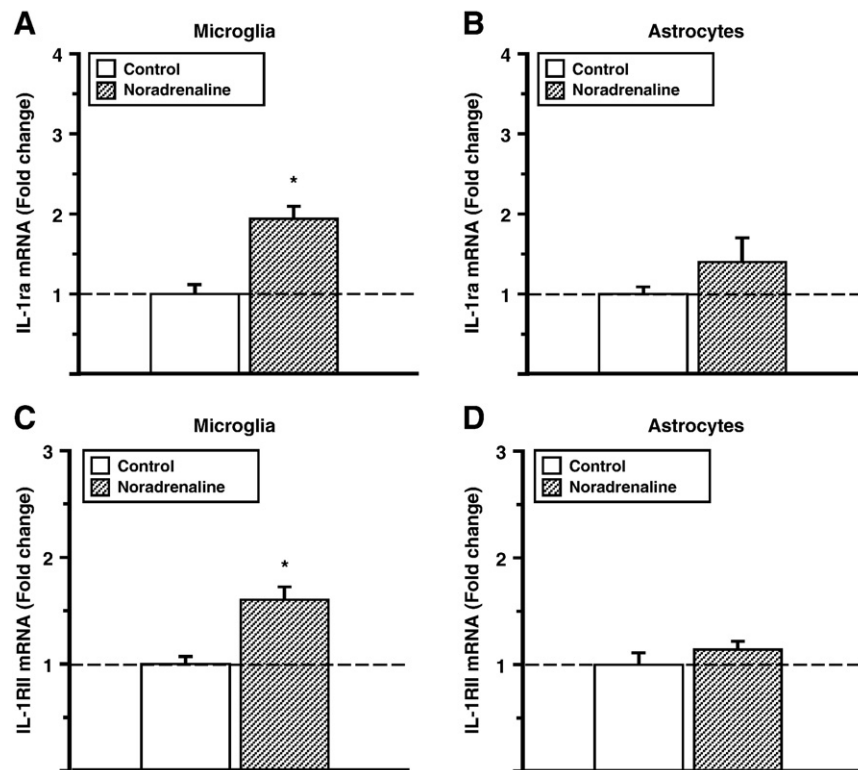 A
Microglia
IL-1ra mRNA (Fold change)
4
3
2
1
Control
Noradrenaline
*
B
Astrocytes
IL-1ra mRNA (Fold change)
4
3
2
1
Control
Noradrenaline
C
Microglia
IL-1RII mRNA (Fold change)
3
2
1
Control
Noradrenaline
*
D
Astrocytes
IL-1RII mRNA (Fold change)
3
2
1
Control
Noradrenaline